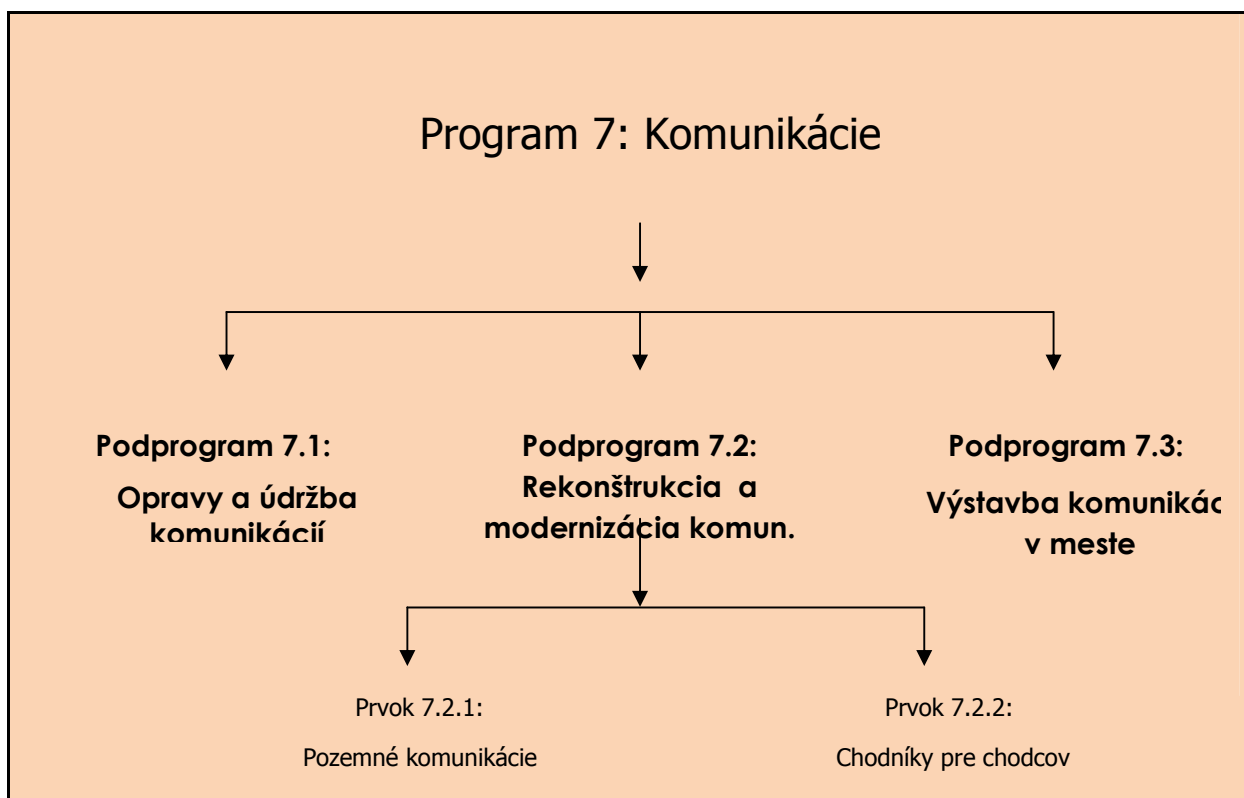 Program 7: Komunikácie
Podprogram 7.1:
Opravy a údržba
komunikácií
Podprogram 7.2:
Rekonštrukcia a
modernizácia komun.
Podprogram 7.3:
Výstavba komunikác
v meste
Prvok 7.2.1:
Pozemné komunikácie
Prvok 7.2.2:
Chodníky pre chodcov